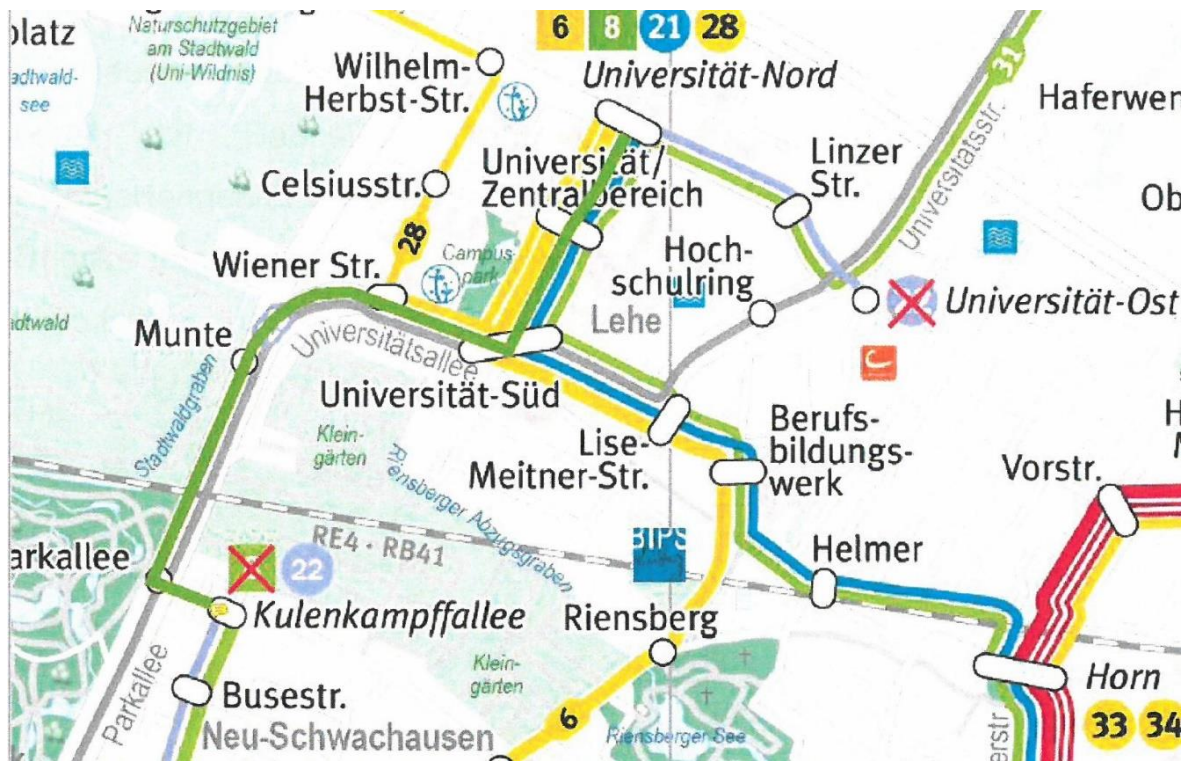 platz
Naturschutzgebiet
am Stadtwald
(Uni-Wildnis)
see
Wilhelm-
Herbst-Str.
6 8 21 28
Universität-Nord
31
Haferwen
Universitätsstr.
Celsiusstr.
Universität/
Zentralbereich
Linzer
Str.
Ob
28
Campus-
park
Hoch-
schulring
Wiener Str.
Lehe
Universität-Ost
Munte
Universitätsallee
Stadtwaldgraben
Universität-Süd
Klein-
gärten
Lise-
Meitner-Str.
Berufs-
bildungs-
werk
Riensberger Abzugsgraben
Vorstr.
RE4 • RB41
BIPS
Helmer
arkallee
22
Kulenkampffallee
Riensberg
Parkallee
Busestr.
Klein-
gärten
6
Neu-Schwachausen
Riensberger See
Horn
33 34
erstr.